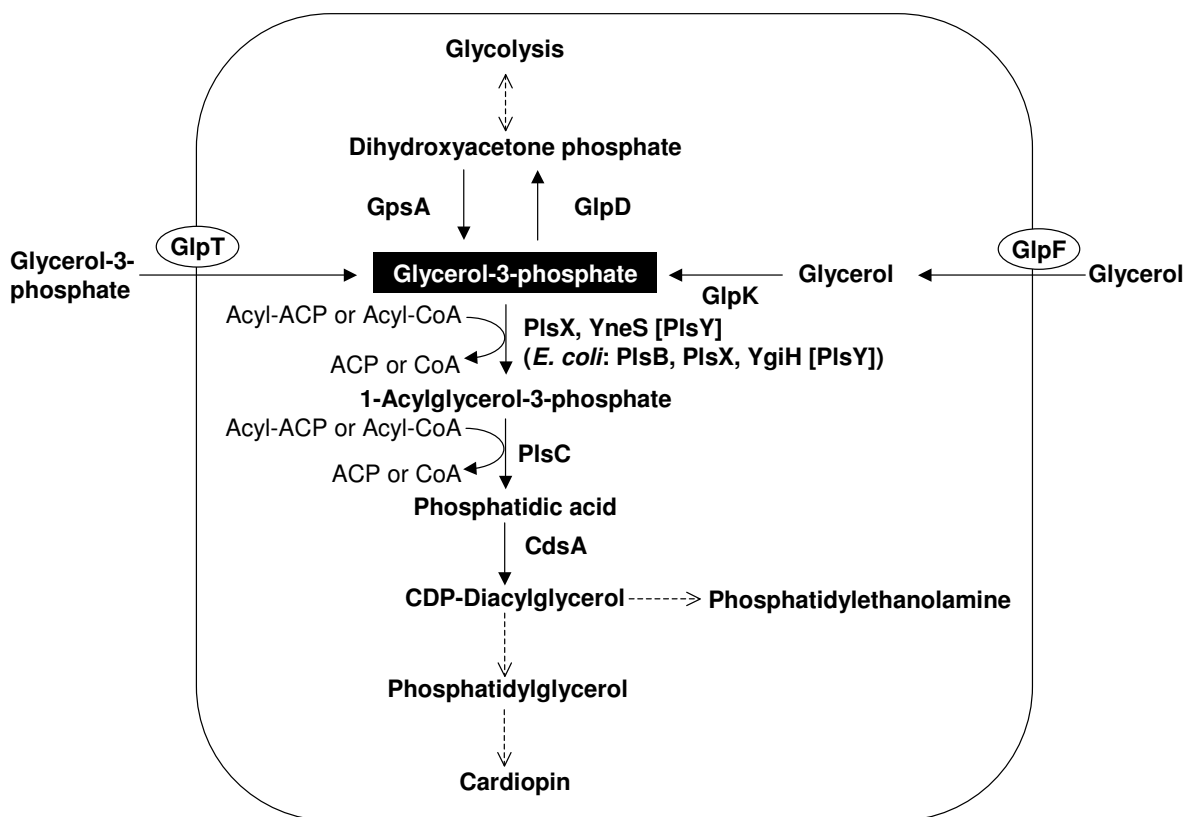 Glycolysis
Dihydroxyacetone phosphate
GpsA
GlpD
GlpT
GlpF
Glycerol-3-
phosphate
Glycerol-3-phosphate
Glycerol
Glycerol
GlpK
Acyl-ACP or Acyl-CoA
PlsX, YneS [PlsY]
(E. coli: PlsB, PlsX, YgiH [PlsY])
ACP or CoA
1-Acylglycerol-3-phosphate
Acyl-ACP or Acyl-CoA
PlsC
ACP or CoA
Phosphatidic acid
CdsA
CDP-Diacylglycerol
Phosphatidylethanolamine
Phosphatidylglycerol
Cardiopin